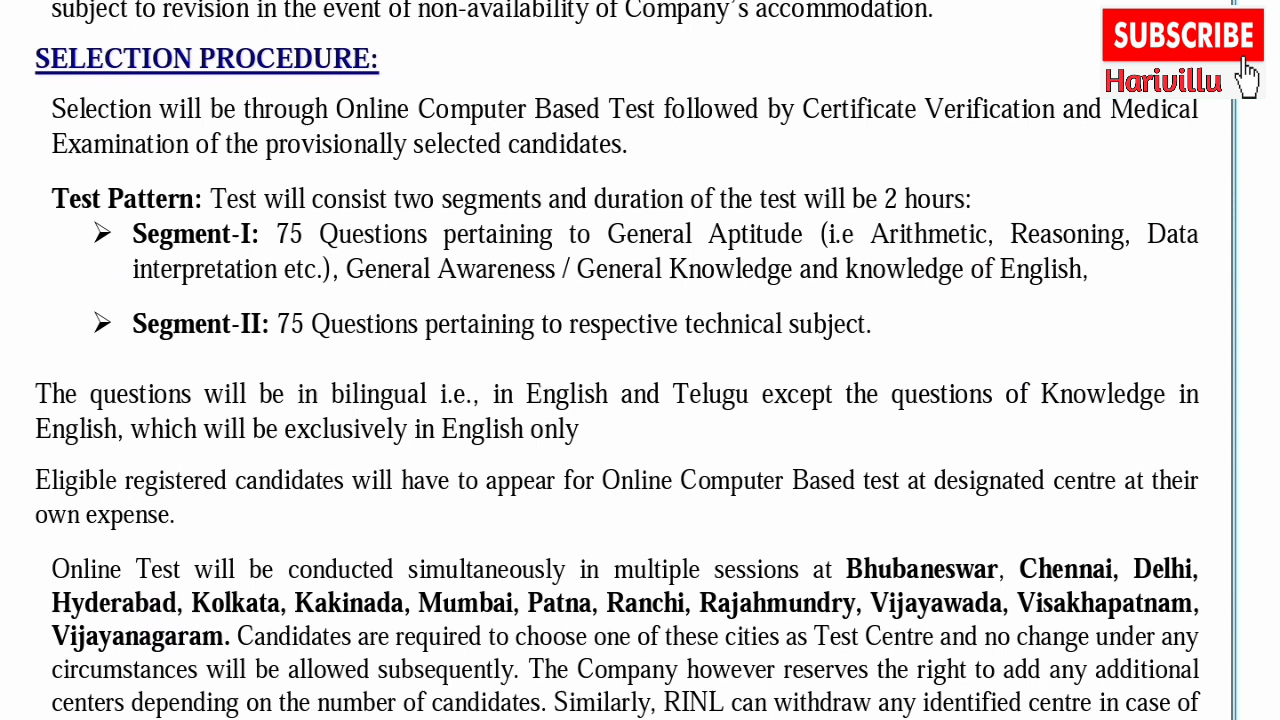 subject to revision in the event of non-availability of Company's accommodation.
SUBSCRIBE
Harivillu
SELECTION PROCEDURE:
Selection will be through Online Computer Based Test followed by Certificate Verification and Medical
Examination of the provisionally selected candidates.
Test Pattern: Test will consist two segments and duration of the test will be 2 hours:
➢ Segment-I: 75 Questions pertaining to General Aptitude (i.e Arithmetic, Reasoning, Data
interpretation etc.), General Awareness / General Knowledge and knowledge of English,
➢ Segment-II: 75 Questions pertaining to respective technical subject.
The questions will be in bilingual i.e., in English and Telugu except the questions of Knowledge in
English, which will be exclusively in English only
Eligible registered candidates will have to appear for Online Computer Based test at designated centre at their
own expense.
Online Test will be conducted simultaneously in multiple sessions at Bhubaneswar, Chennai, Delhi,
Hyderabad, Kolkata, Kakinada, Mumbai, Patna, Ranchi, Rajahmundry, Vijayawada, Visakhapatnam,
Vijayanagaram. Candidates are required to choose one of these cities as Test Centre and no change under any
circumstances will be allowed subsequently. The Company however reserves the right to add any additional
centers depending on the number of candidates. Similarly, RINL can withdraw any identified centre in case of